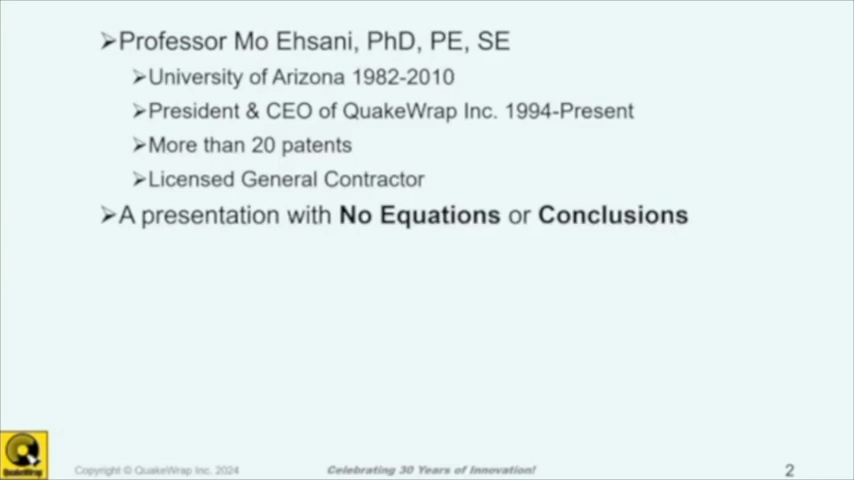 ➢Professor Mo Ehsani, PhD, PE, SE
➢University of Arizona 1982-2010
➢President & CEO of QuakeWrap Inc. 1994-Present
➢More than 20 patents
➢Licensed General Contractor
➢A presentation with No Equations or Conclusions
QuakeWrap
Copyright © QuakeWrap Inc. 2024
Celebrating 30 Years of Innovation!
2